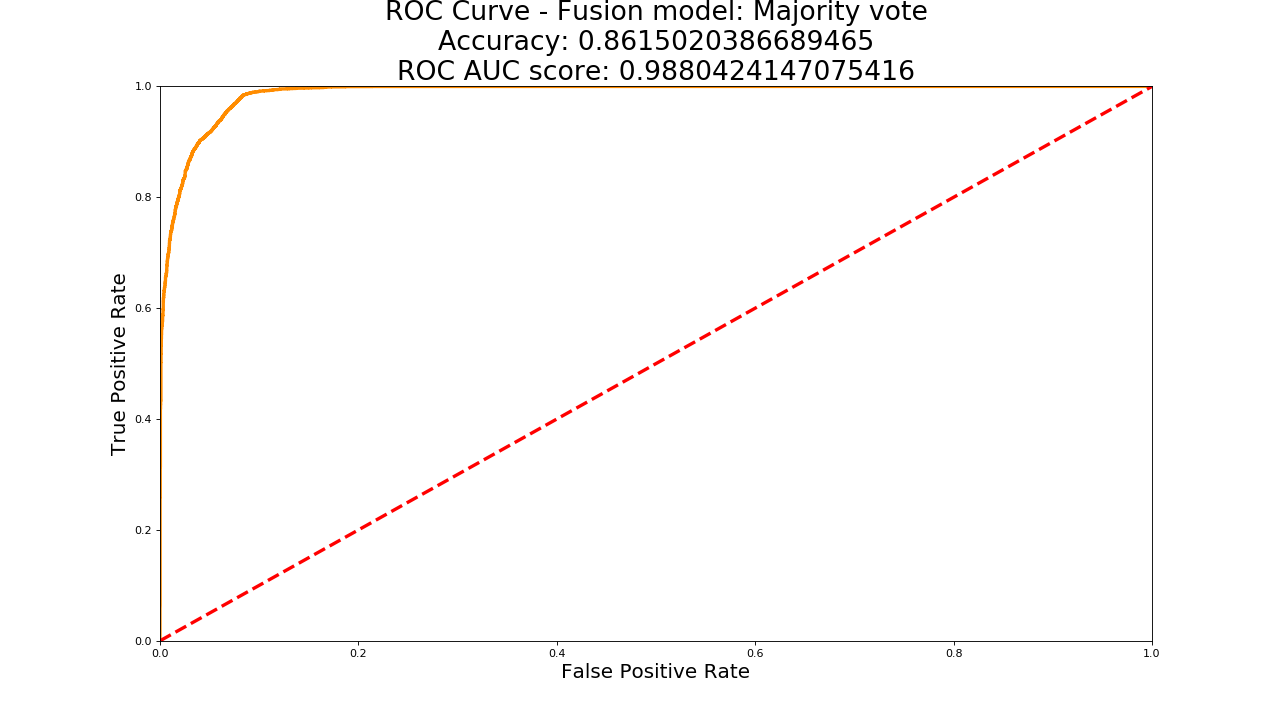 ROC Curve - Fusion model: Majority vote
Accuracy: 0.8615020386689465
ROC AUC score: 0.9880424147075416
1.0
0.8
0.6
0.4
0.2
0.0
True Positive Rate
0.0 0.2 0.4 0.6 0.8 1.0
False Positive Rate